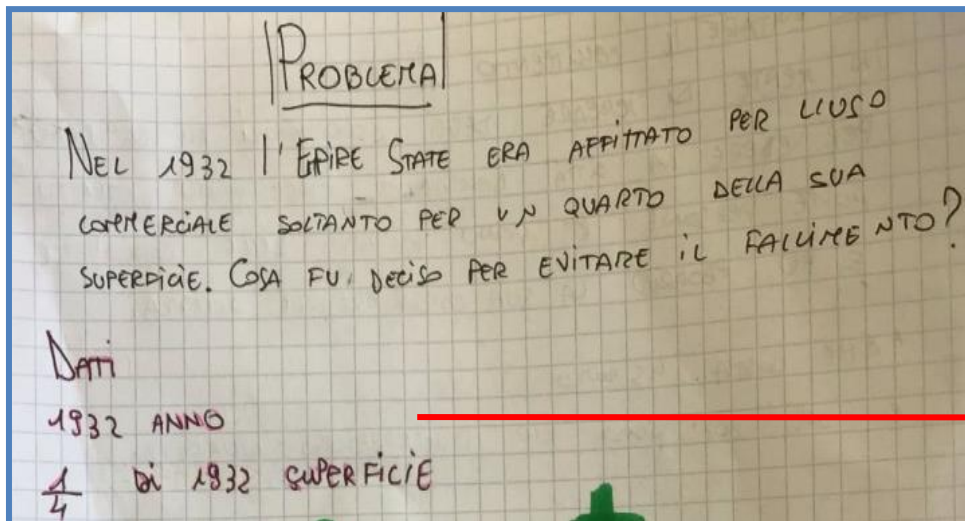 PROBLEMA
NEL 1932 l'EPIRE STATE ERA AFFITTATO PER L'USO
COMMERCIALE SOLTANTO PER UN QUARTO DELLA SUA
SUPERFICIE. COSA FU DECISO PER EVITARE IL FALLIMENTO?
DATI
1932 ANNO
1/4 DI 1932 SUPERFICIE